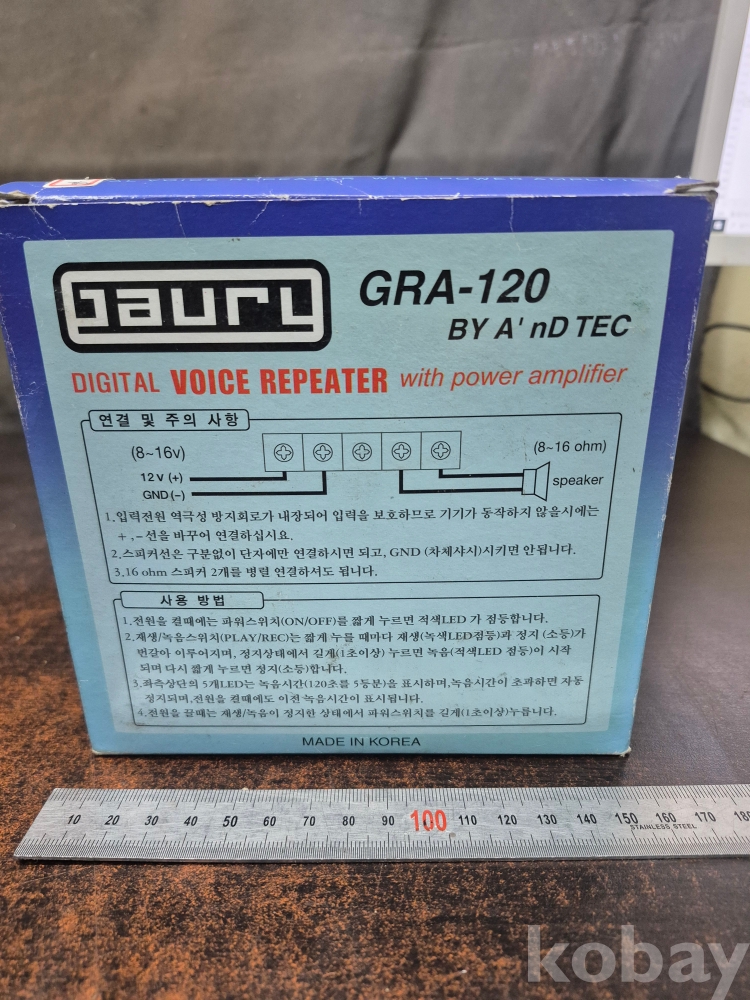 Gaury
GRA-120
BY A' nD TEC
DIGITAL VOICE REPEATER with power amplifier
연결 및 주의 사항
(8~16v)
(8~16 ohm)
12v (+)
GND (-)
speaker
1.입력전원 역극성 방지회로가 내장되어 입력을 보호하므로 기기가 동작하지 않을시에는
+ , - 선을 바꾸어 연결하십시요.
2.스피커선은 구분없이 단자에만 연결하시면 되고, GND (차체샤시)시키면 안됩니다.
3.16 ohm 스피커 2개를 병렬 연결하셔도 됩니다.
사용 방법
1.전원을 켤때에는 파워스위치(ON/OFF)를 짧게 누르면 적색LED 가 점등합니다.
2.재생/녹음스위치(PLAY/REC)는 짧게 누를 때마다 재생(녹색LED점등)과 정지 (소등)가
번갈아 이루어지며, 정지상태에서 길게(1초이상) 누르면 녹음(적색LED 점등)이 시작
되며 다시 짧게 누르면 정지(소등)합니다.
3.좌측상단의 5개LED는 녹음시간(120초를 5등분)을 표시하며,녹음시간이 초과하면 자동
정지되며,전원을 켤때에도 이전 녹음시간이 표시됩니다.
4.전원을 끌때는 재생/녹음이 정지한 상태에서 파워스위치를 길게(1초이상)누릅니다.
MADE IN KOREA
10 20 30 40 50 60 70 80 90 100 110 120 130 140 150 160 170 180
STAINLESS STEEL
kobay